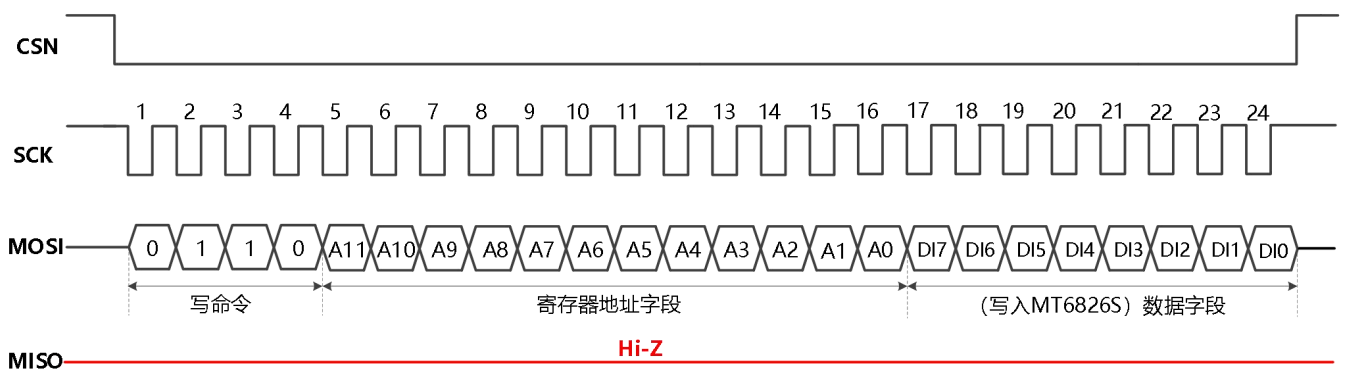 CSN
1 2 3 4 5 6 7 8 9 10 11 12 13 14 15 16 17 18 19 20 21 22 23 24
SCK
MOSI 0 1 1 0 A11 A10 A9 A8 A7 A6 A5 A4 A3 A2 A1 A0 DI7 DI6 DI5 DI4 DI3 DI2 DI1 DI0
写命令 寄存器地址字段 (写入MT6826S) 数据字段
Hi-Z
MISO